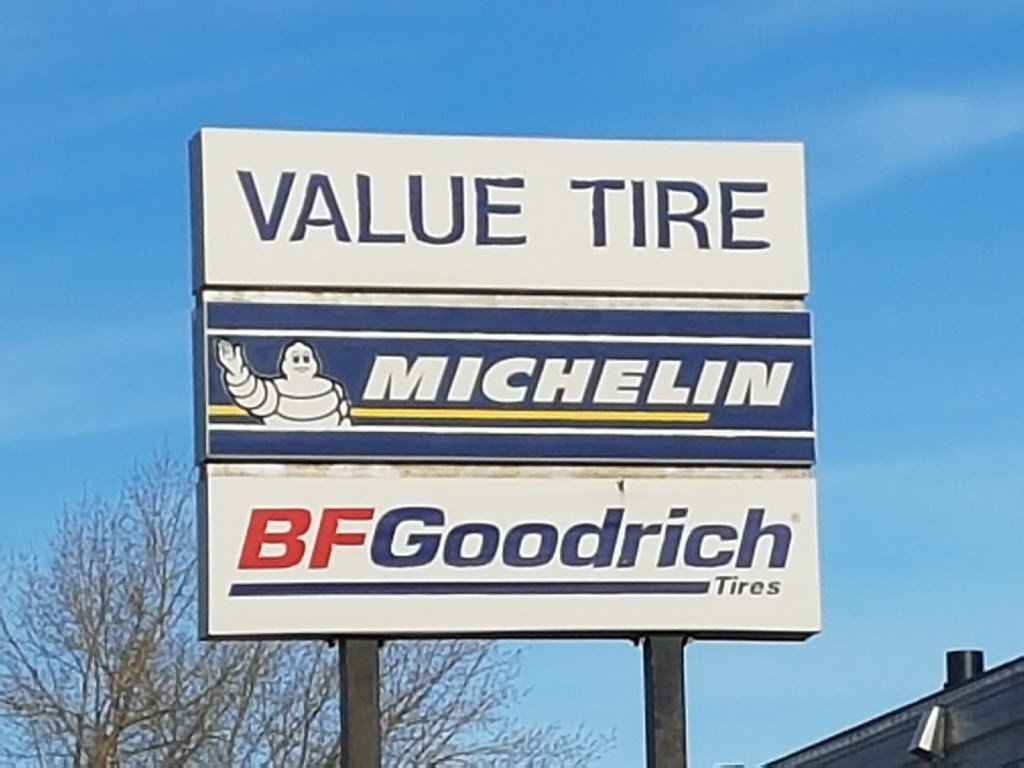 VALUE TIRE
MICHELIN
BFGoodrich®
Tires